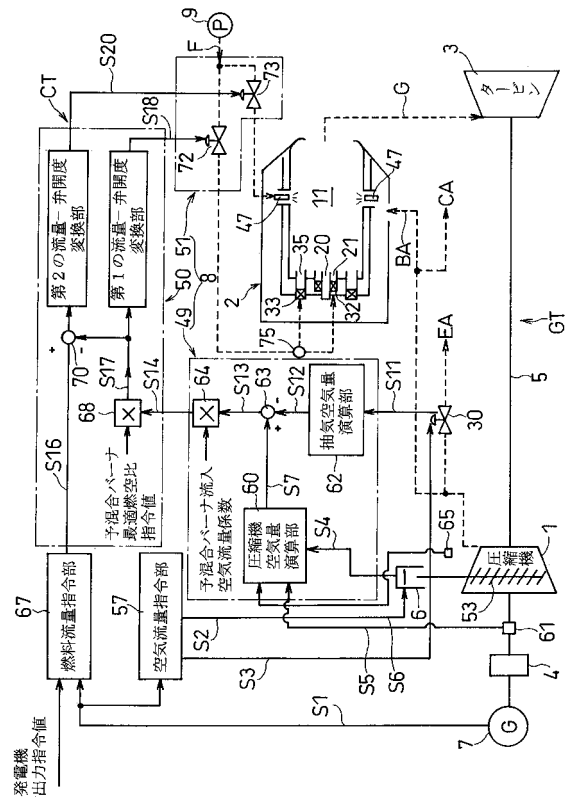 9
P
F
S20
CT
S18
72
73
第2の流量−弁開度
変換部
第1の流量−弁開度
変換部
50
51
8
49
+
−
70
S17
S16
68
×
S14
予混合バーナ
最適燃空比
指令値
67
燃料流量指令部
57
空気流量指令部
発電機
出力指令値
S2
S3
S1
64
×
S13
63
−
+
S12
予混合バーナ流入
空気流量係数
60
圧縮機
空気量
演算部
S7
抽気空気量
演算部
62
S11
S4
S5
S6
6
65
75
2
33
35
20
21
32
47
11
47
G
3
タービン
BA
CA
EA
30
GT
5
1
圧縮機
53
61
4
7
G